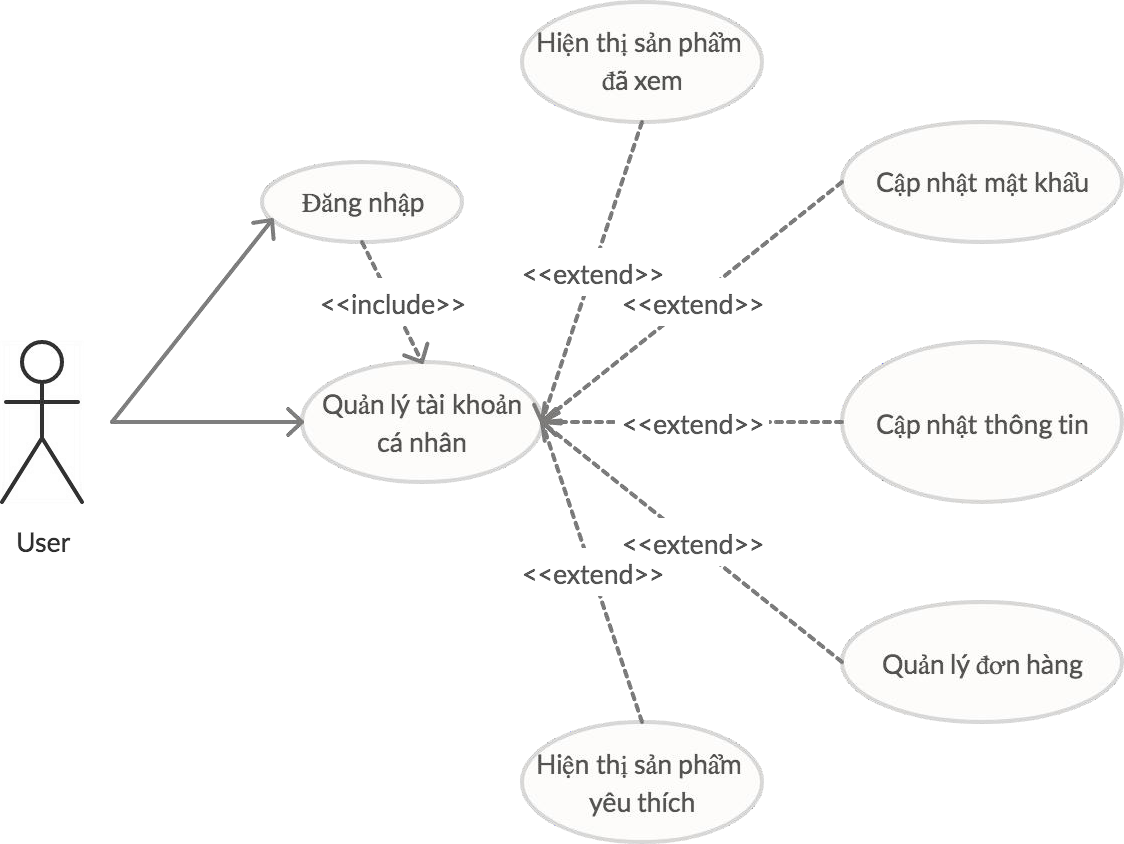 Hiện thị sản phẩm
đã xem
Cập nhật mật khẩu
Đăng nhập
<<extend>>
<<include>>
<<extend>>
Quản lý tài khoản
cá nhân
<<extend>>
Cập nhật thông tin
User
<<extend>>
<<extend>>
Quản lý đơn hàng
Hiện thị sản phẩm
yêu thích